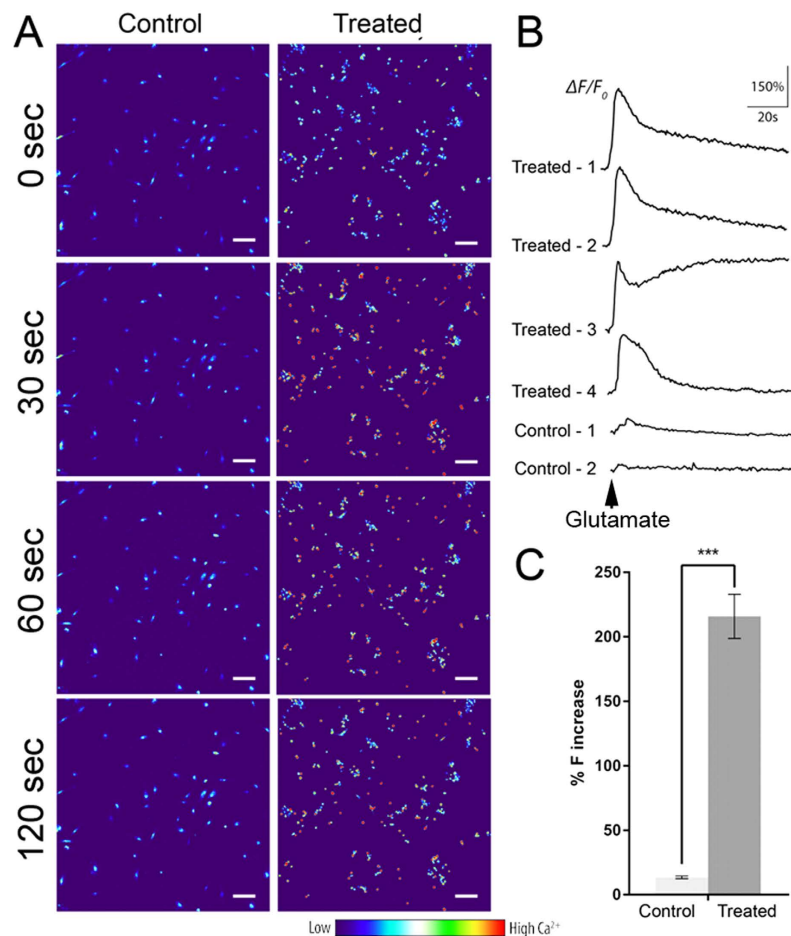 A
Control
Treated
0 sec
30 sec
60 sec
120 sec
Low
High Ca²⁺
B
ΔF/F₀
150%
20s
Treated - 1
Treated - 2
Treated - 3
Treated - 4
Control - 1
Control - 2
Glutamate
C
***
% F increase
250
200
150
100
50
0
Control
Treated